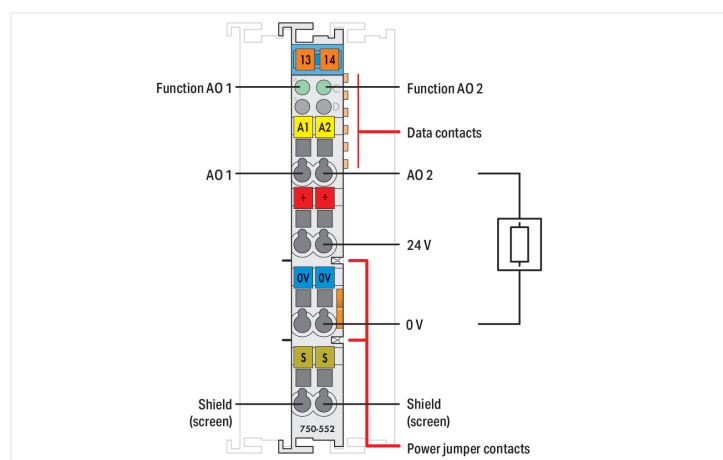 13 14
Function AO 1
Function AO 2
C
D
A1 A2
Data contacts
AO 1
AO 2
+ +
24 V
0V 0V
0 V
S S
Shield
(screen)
Shield
(screen)
750-552
Power jumper contacts